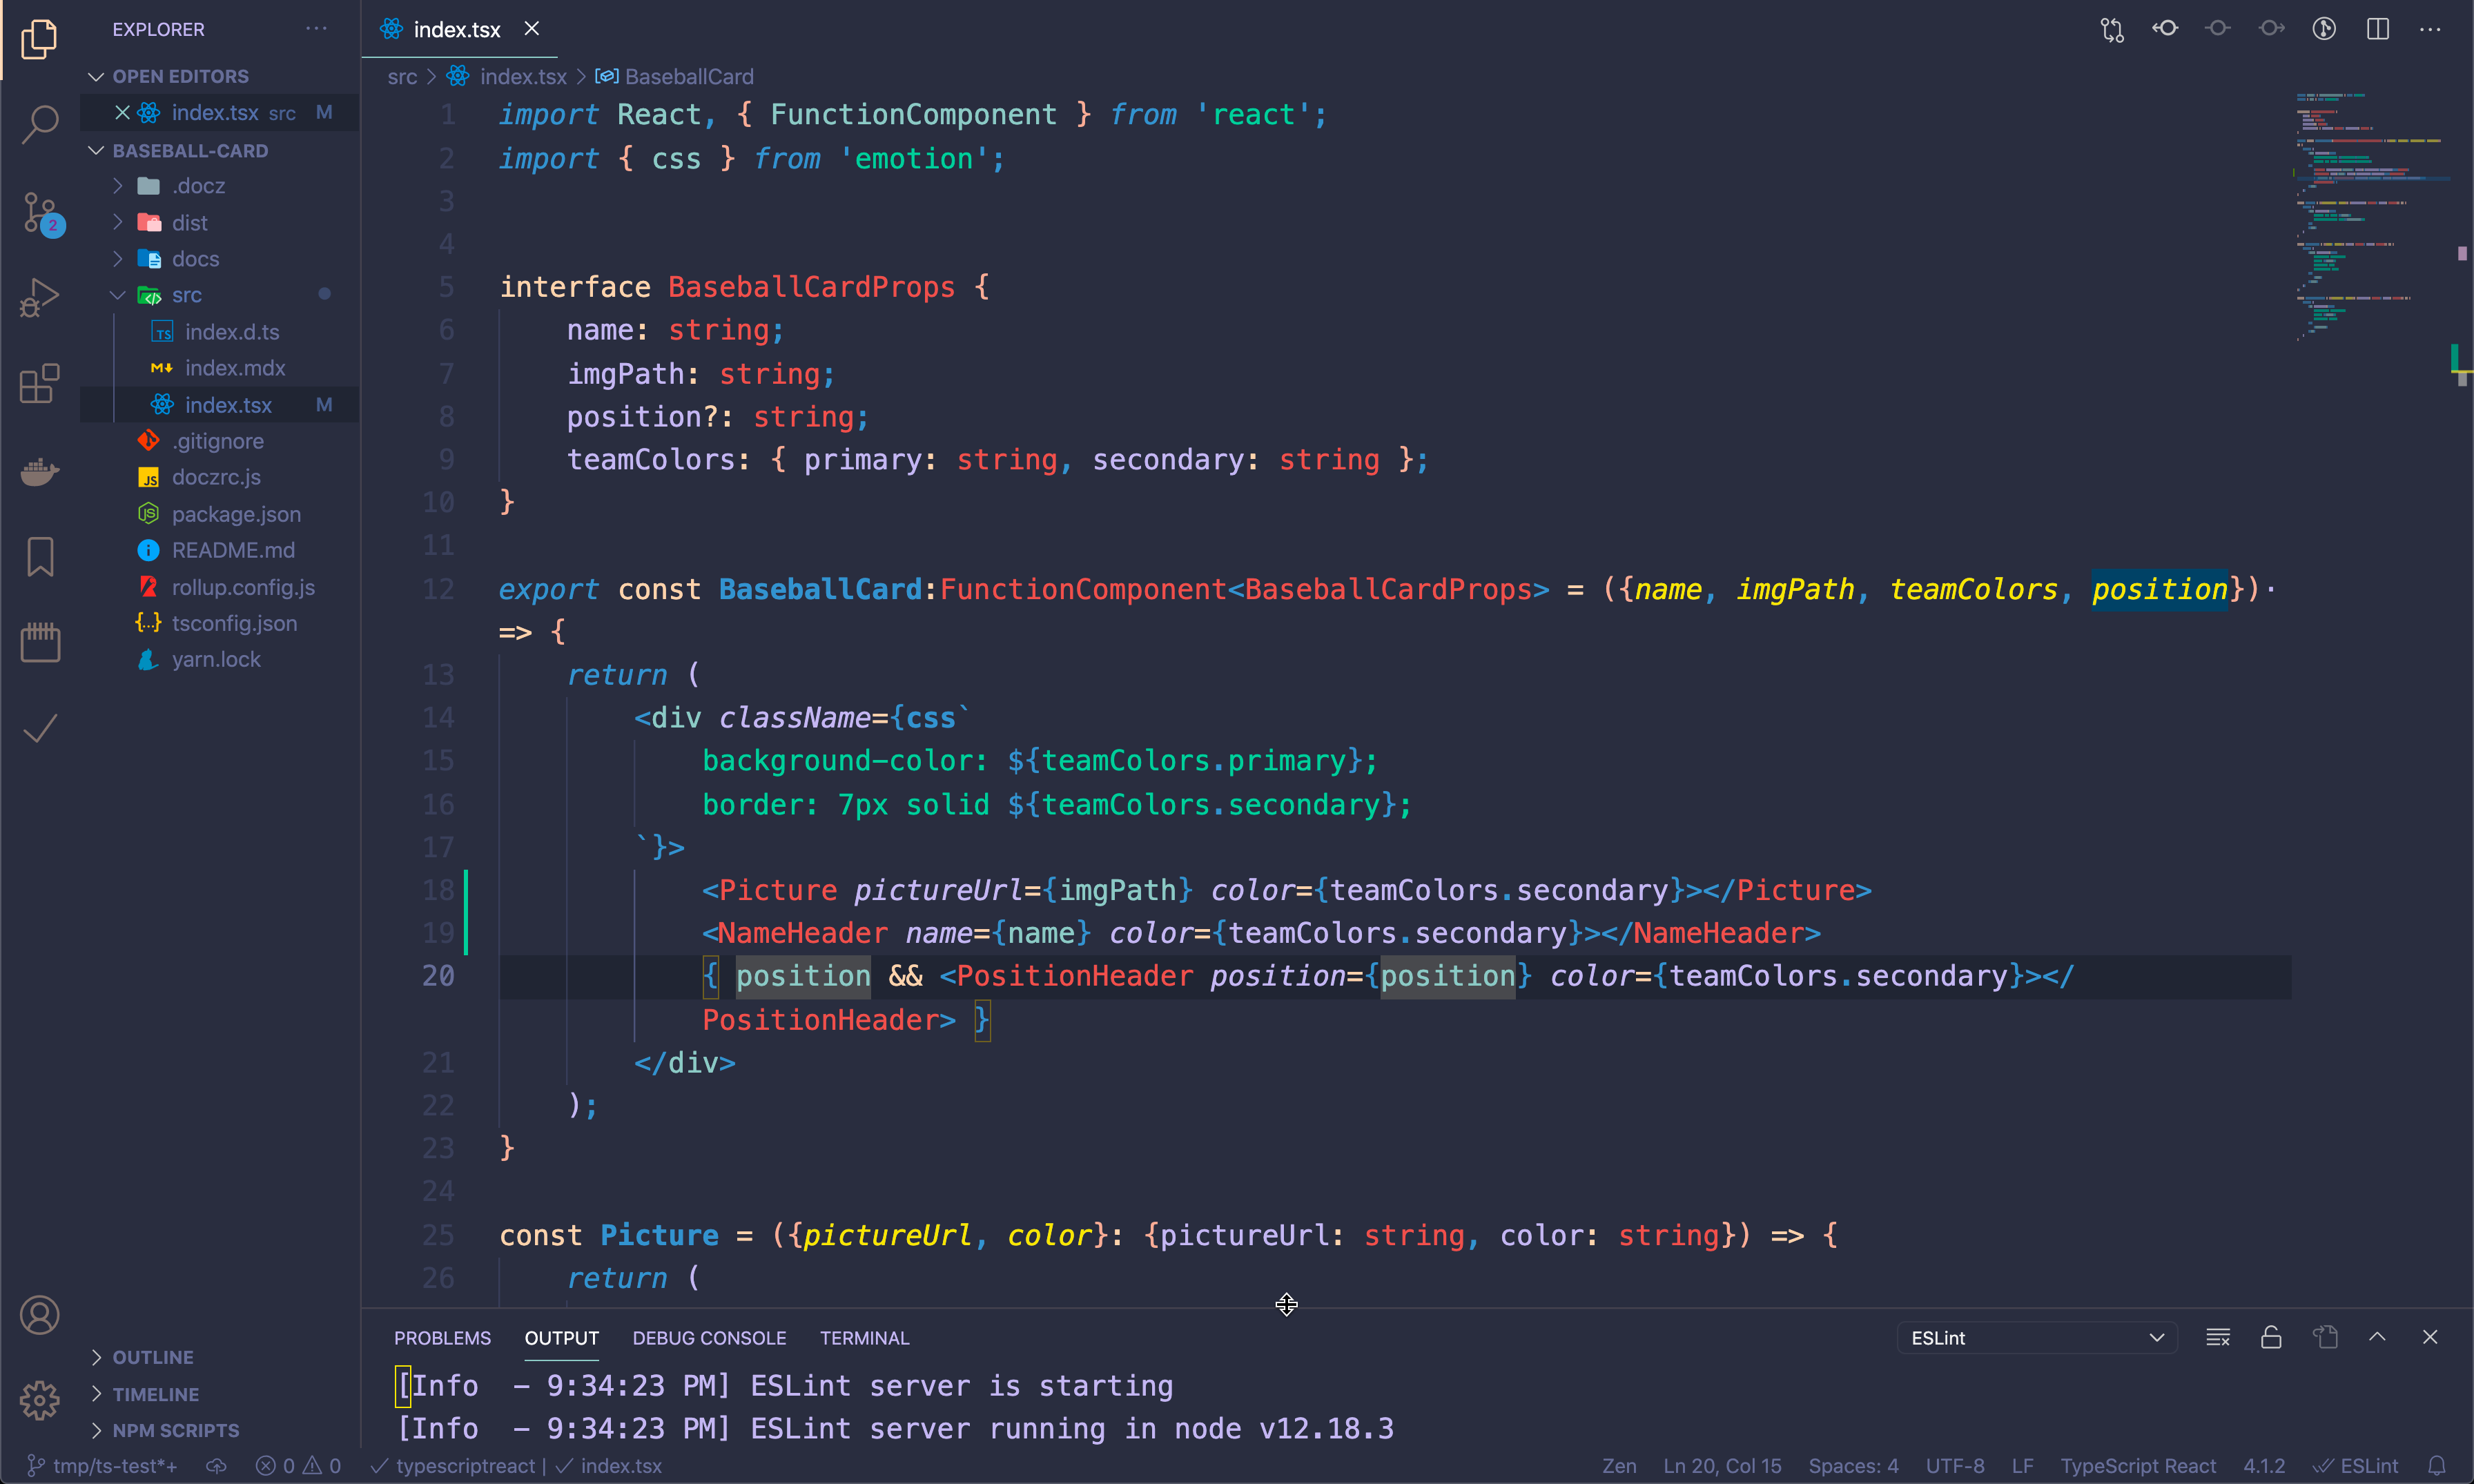 EXPLORER
OPEN EDITORS
index.tsx src M
BASEBALL-CARD
.docz
dist
2
docs
src
index.d.ts
index.mdx
index.tsx M
.gitignore
doczrc.js
package.json
README.md
rollup.config.js
tsconfig.json
yarn.lock
OUTLINE
TIMELINE
NPM SCRIPTS
index.tsx
src > index.tsx > BaseballCard
1 import React, { FunctionComponent } from 'react';
2 import { css } from 'emotion';
3
4
5 interface BaseballCardProps {
6 name: string;
7 imgPath: string;
8 position?: string;
9 teamColors: { primary: string, secondary: string };
10 }
11
12 export const BaseballCard:FunctionComponent<BaseballCardProps> = ({name, imgPath, teamColors, position})·
=> {
13 return (
14 <div className={css`
15 background-color: ${teamColors.primary};
16 border: 7px solid ${teamColors.secondary};
17 `}>
18 <Picture pictureUrl={imgPath} color={teamColors.secondary}></Picture>
19 <NameHeader name={name} color={teamColors.secondary}></NameHeader>
20 { position && <PositionHeader position={position} color={teamColors.secondary}></
PositionHeader> }
21 </div>
22 );
23 }
24
25 const Picture = ({pictureUrl, color}: {pictureUrl: string, color: string}) => {
26 return (
PROBLEMS OUTPUT DEBUG CONSOLE TERMINAL ESLint
[Info  - 9:34:23 PM] ESLint server is starting
[Info  - 9:34:23 PM] ESLint server running in node v12.18.3
tmp/ts-test*+ 0 0 typescriptreact | index.tsx Zen Ln 20, Col 15 Spaces: 4 UTF-8 LF TypeScript React 4.1.2 ESLint